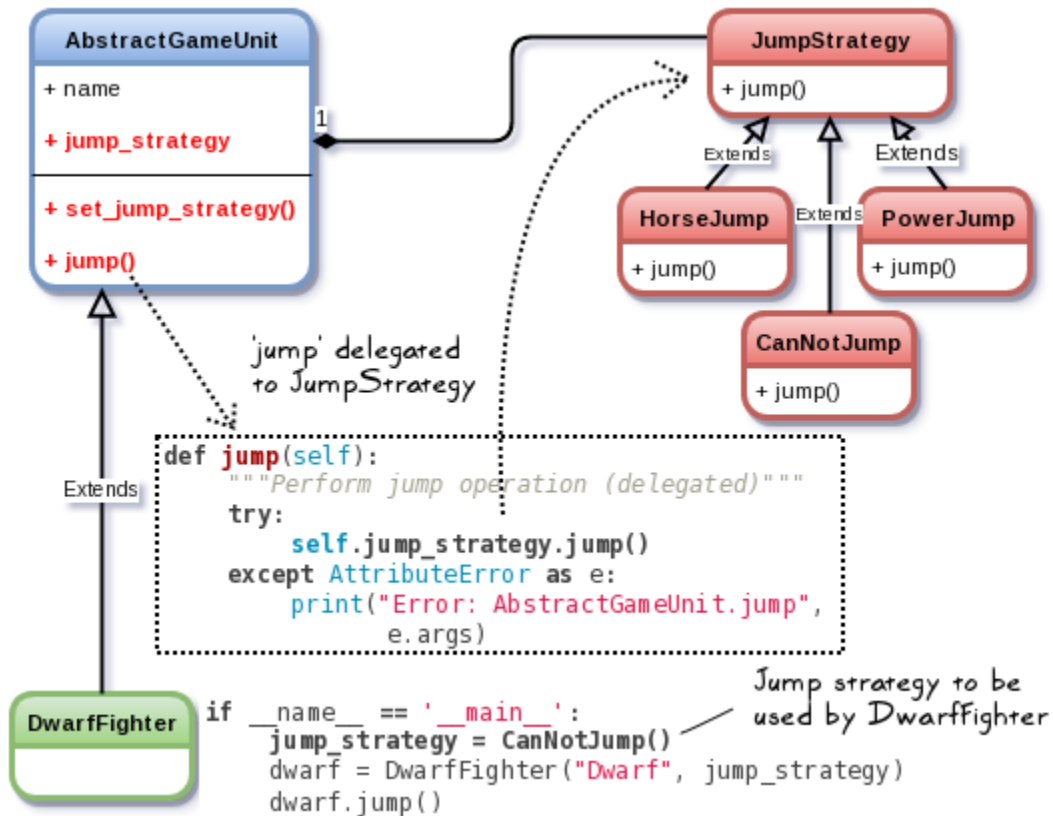 AbstractGameUnit
+ name
+ jump_strategy
+ set_jump_strategy()
+ jump()
1
JumpStrategy
+ jump()
Extends
Extends
Extends
HorseJump
+ jump()
PowerJump
+ jump()
CanNotJump
+ jump()
'jump' delegated
to JumpStrategy
def jump(self):
"""Perform jump operation (delegated)"""
try:
self.jump_strategy.jump()
except AttributeError as e:
print("Error: AbstractGameUnit.jump",
e.args)
Extends
DwarfFighter
Jump strategy to be
used by DwarfFighter
if __name__ == '__main__':
jump_strategy = CanNotJump()
dwarf = DwarfFighter("Dwarf", jump_strategy)
dwarf.jump()